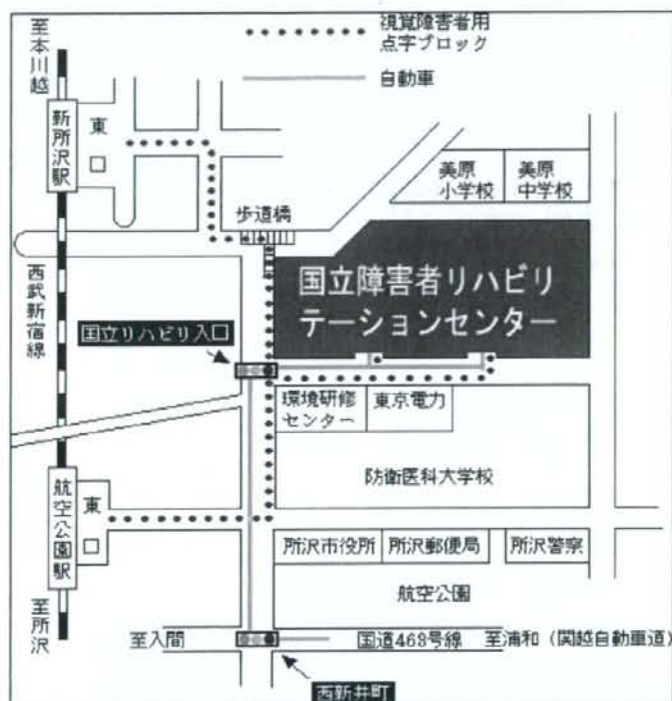 視覚障害者用
点字ブロック
自動車
至本川越
新所沢駅
東
口
美原
小学校
美原
中学校
歩道橋
国立障害者リハビリ
テーションセンター
西武新宿線
国立リハビリ入口
環境研修
センター
東京電力
防衛医科大学校
航空公園駅
東
口
所沢市役所
所沢郵便局
所沢警察
航空公園
至所沢
至入間
国道463号線
至浦和（関越自動車道）
西新井町